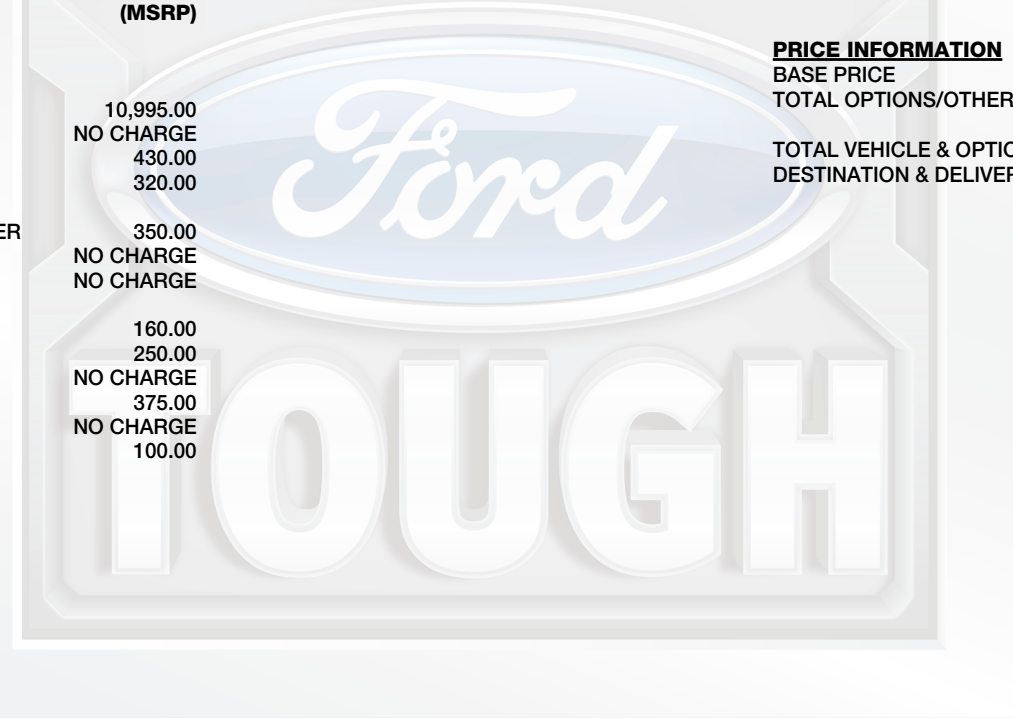 (MSRP)
10,995.00
NO CHARGE
430.00
320.00
ER 350.00
NO CHARGE
NO CHARGE
160.00
250.00
NO CHARGE
375.00
NO CHARGE
100.00
PRICE INFORMATION
BASE PRICE
TOTAL OPTIONS/OTHER
TOTAL VEHICLE & OPTIO
DESTINATION & DELIVER
Ford
TOUGH